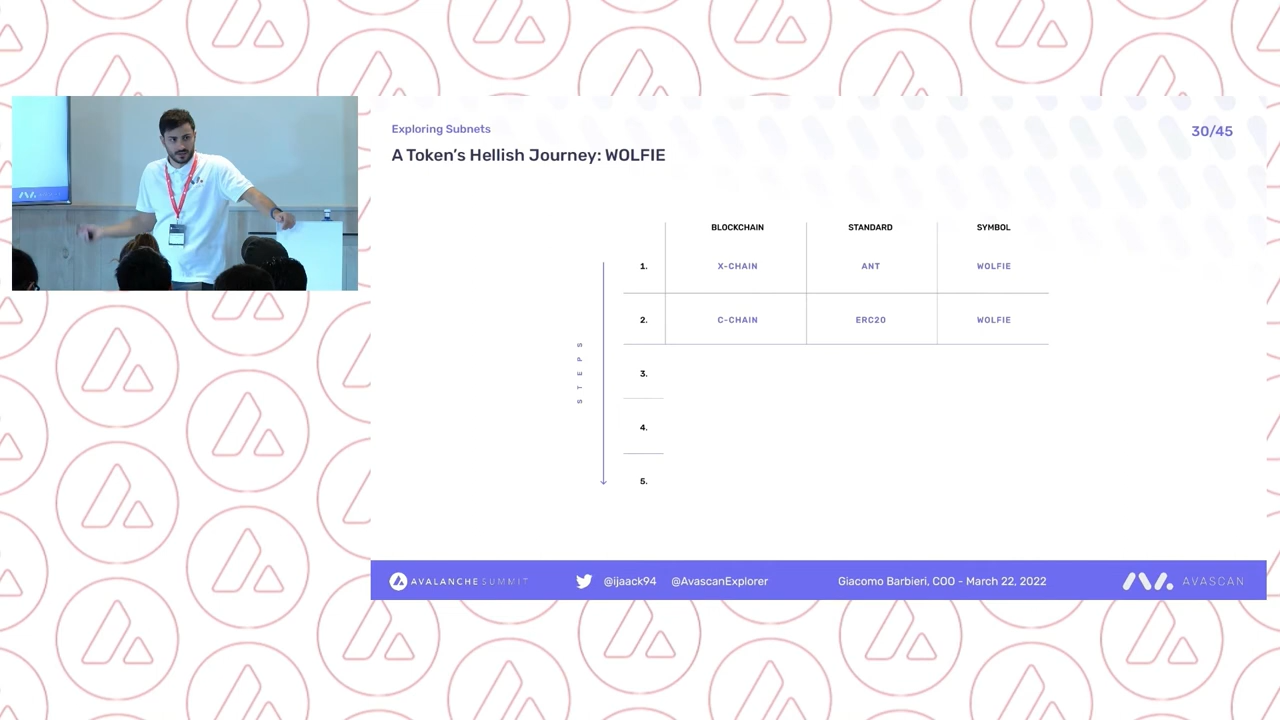 Exploring Subnets
30/45
A Token's Hellish Journey: WOLFIE
BLOCKCHAIN STANDARD SYMBOL
1. X-CHAIN ANT WOLFIE
2. C-CHAIN ERC20 WOLFIE
3.
4.
5.
STEPS
AVALANCHE SUMMIT @ijaack94 @AvascanExplorer Giacomo Barbieri, COO - March 22, 2022 AVASCAN